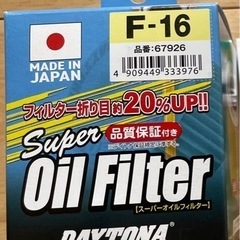 F-16
品番:67926
MADE IN
JAPAN
4 909449 333976
フィルター折り目約20%UP!!
Super
品質保証付き
Oil Filter
[スーパーオイルフィルター]
DAYTONA